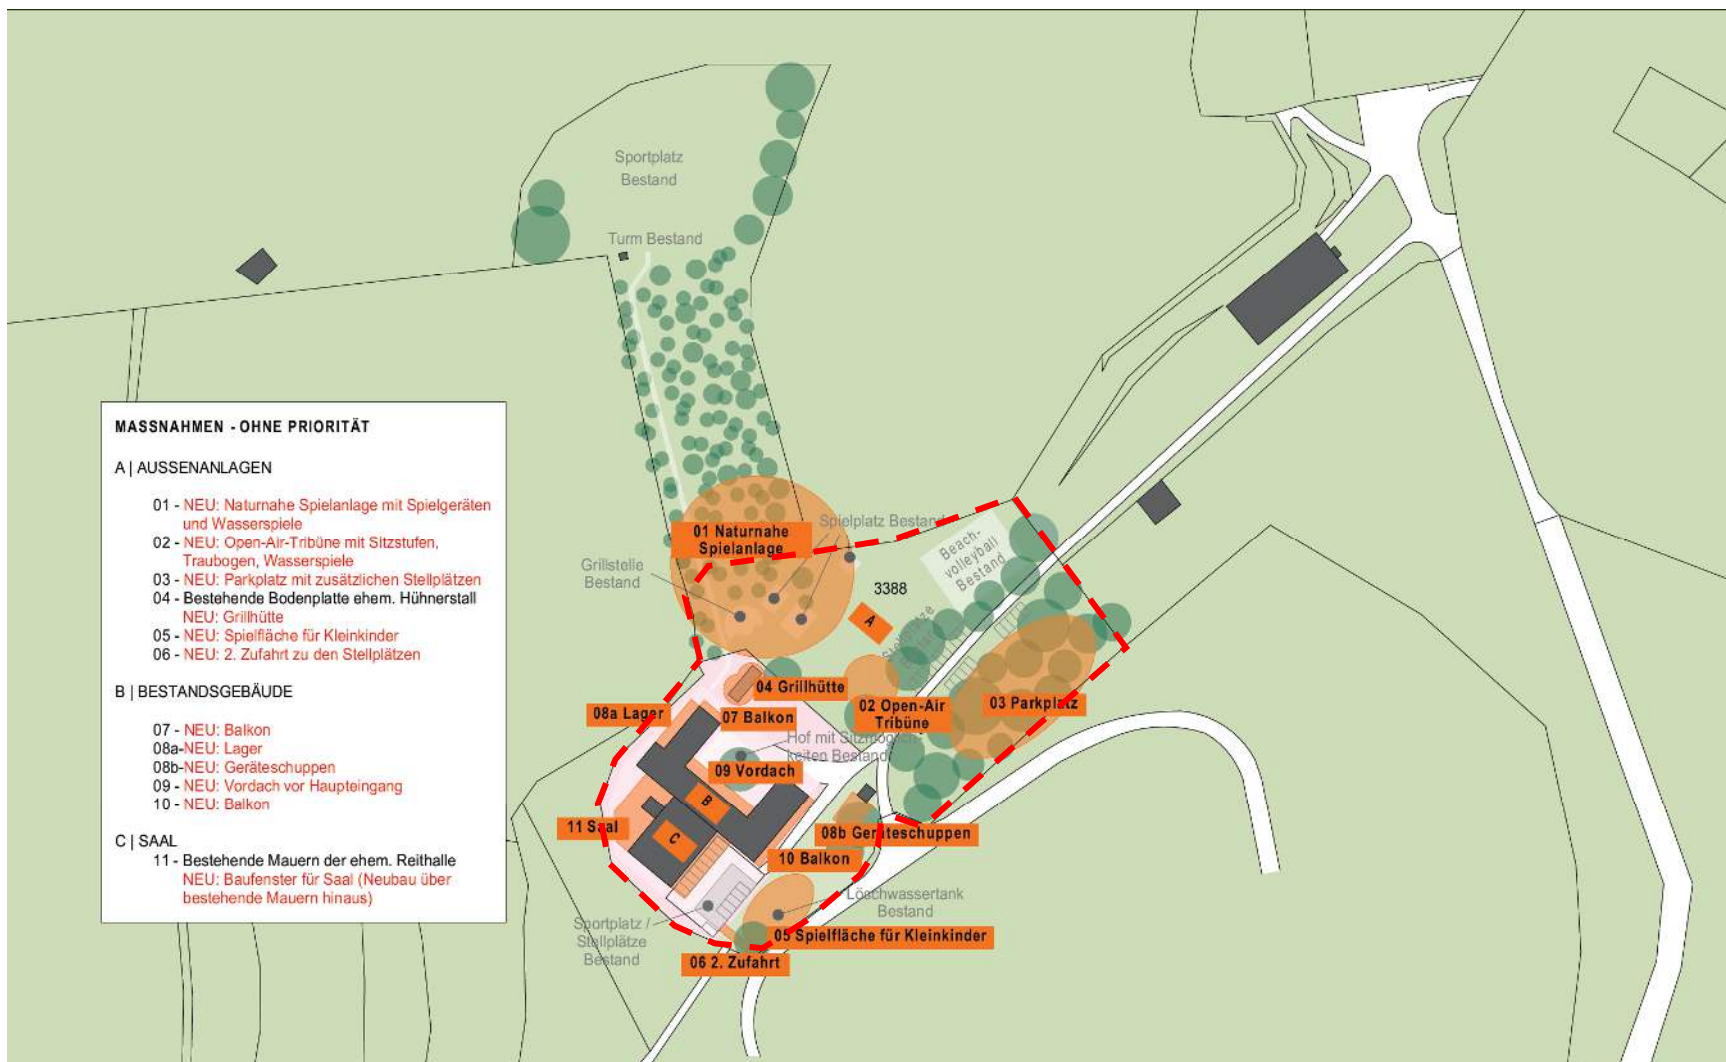 Sportplatz
Bestand
Turm Bestand
MASSNAHMEN - OHNE PRIORITÄT
A | AUSSENANLAGEN
01 - NEU: Naturnahe Spielanlage mit Spielgeräten
und Wasserspiele
02 - NEU: Open-Air-Tribüne mit Sitzstufen,
Traubogen, Wasserspiele
03 - NEU: Parkplatz mit zusätzlichen Stellplätzen
04 - Bestehende Bodenplatte ehem. Hühnerstall
NEU: Grillhütte
05 - NEU: Spielfläche für Kleinkinder
06 - NEU: 2. Zufahrt zu den Stellplätzen
B | BESTANDSGEBÄUDE
07 - NEU: Balkon
08a-NEU: Lager
08b-NEU: Geräteschuppen
09 - NEU: Vordach vor Haupteingang
10 - NEU: Balkon
C | SAAL
11 - Bestehende Mauern der ehem. Reithalle
NEU: Baufenster für Saal (Neubau über
bestehende Mauern hinaus)
01 Naturnahe
Spielanlage
Spielplatz Bestand
Grillstelle
Bestand
Beach-
volleyball
Bestand
3388
A
04 Grillhütte
08a Lager
07 Balkon
02 Open-Air
Tribüne
03 Parkplatz
Hof mit Sitzmöglich-
keiten Bestand
09 Vordach
B
C
11 Saal
08b Geräteschuppen
10 Balkon
Löschwassertank
Bestand
Sportplatz /
Stellplätze
Bestand
05 Spielfläche für Kleinkinder
06 2. Zufahrt